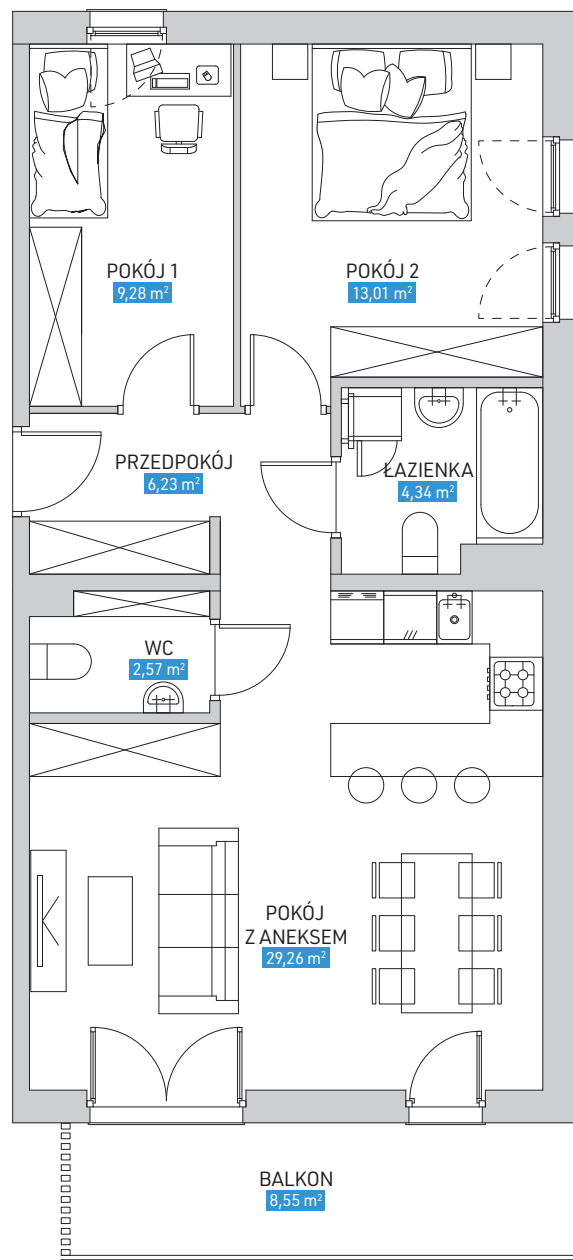 POKÓJ 1
9,28 m²
POKÓJ 2
13,01 m²
PRZEDPOKÓJ
6,23 m²
ŁAZIENKA
4,34 m²
WC
2,57 m²
POKÓJ
Z ANEKSEM
29,26 m²
BALKON
8,55 m²